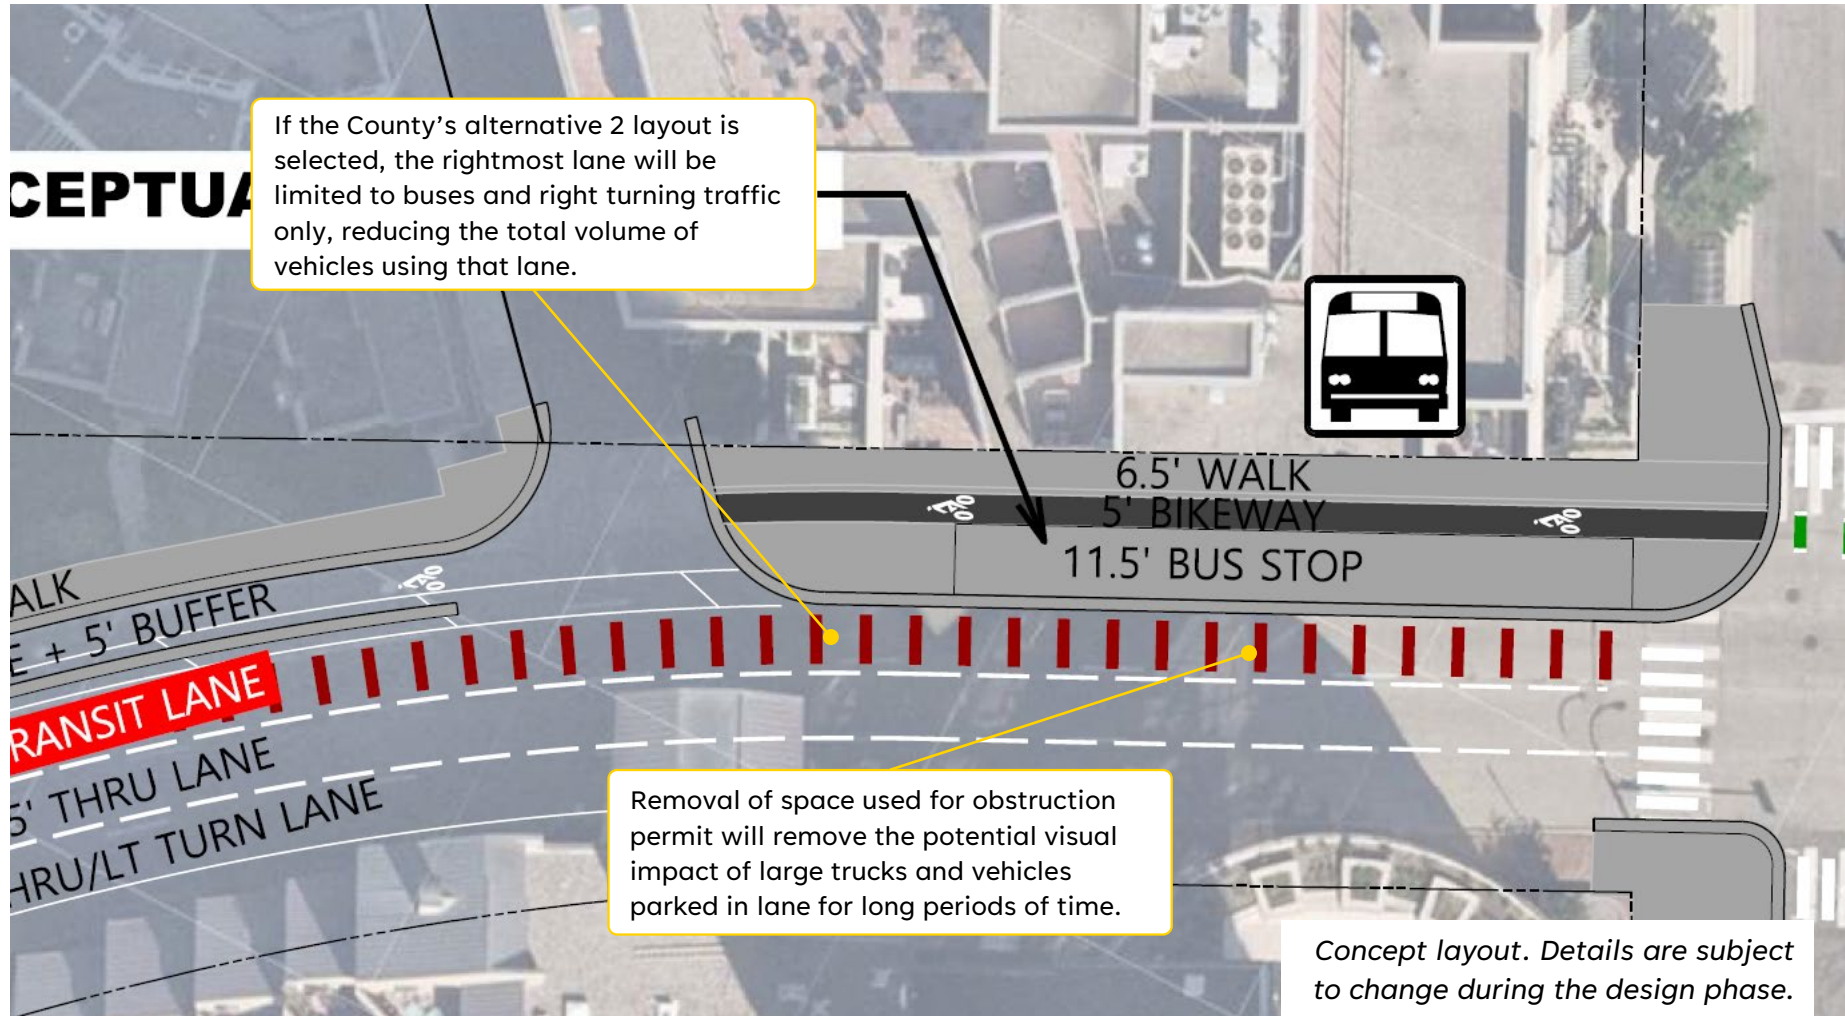 If the County’s alternative 2 layout is
selected, the rightmost lane will be
limited to buses and right turning traffic
only, reducing the total volume of
vehicles using that lane.
CEPTUA
6.5' WALK
5' BIKEWAY
11.5' BUS STOP
ALK
E + 5' BUFFER
RANSIT LANE
5' THRU LANE
HRU/LT TURN LANE
Removal of space used for obstruction
permit will remove the potential visual
impact of large trucks and vehicles
parked in lane for long periods of time.
Concept layout. Details are subject
to change during the design phase.